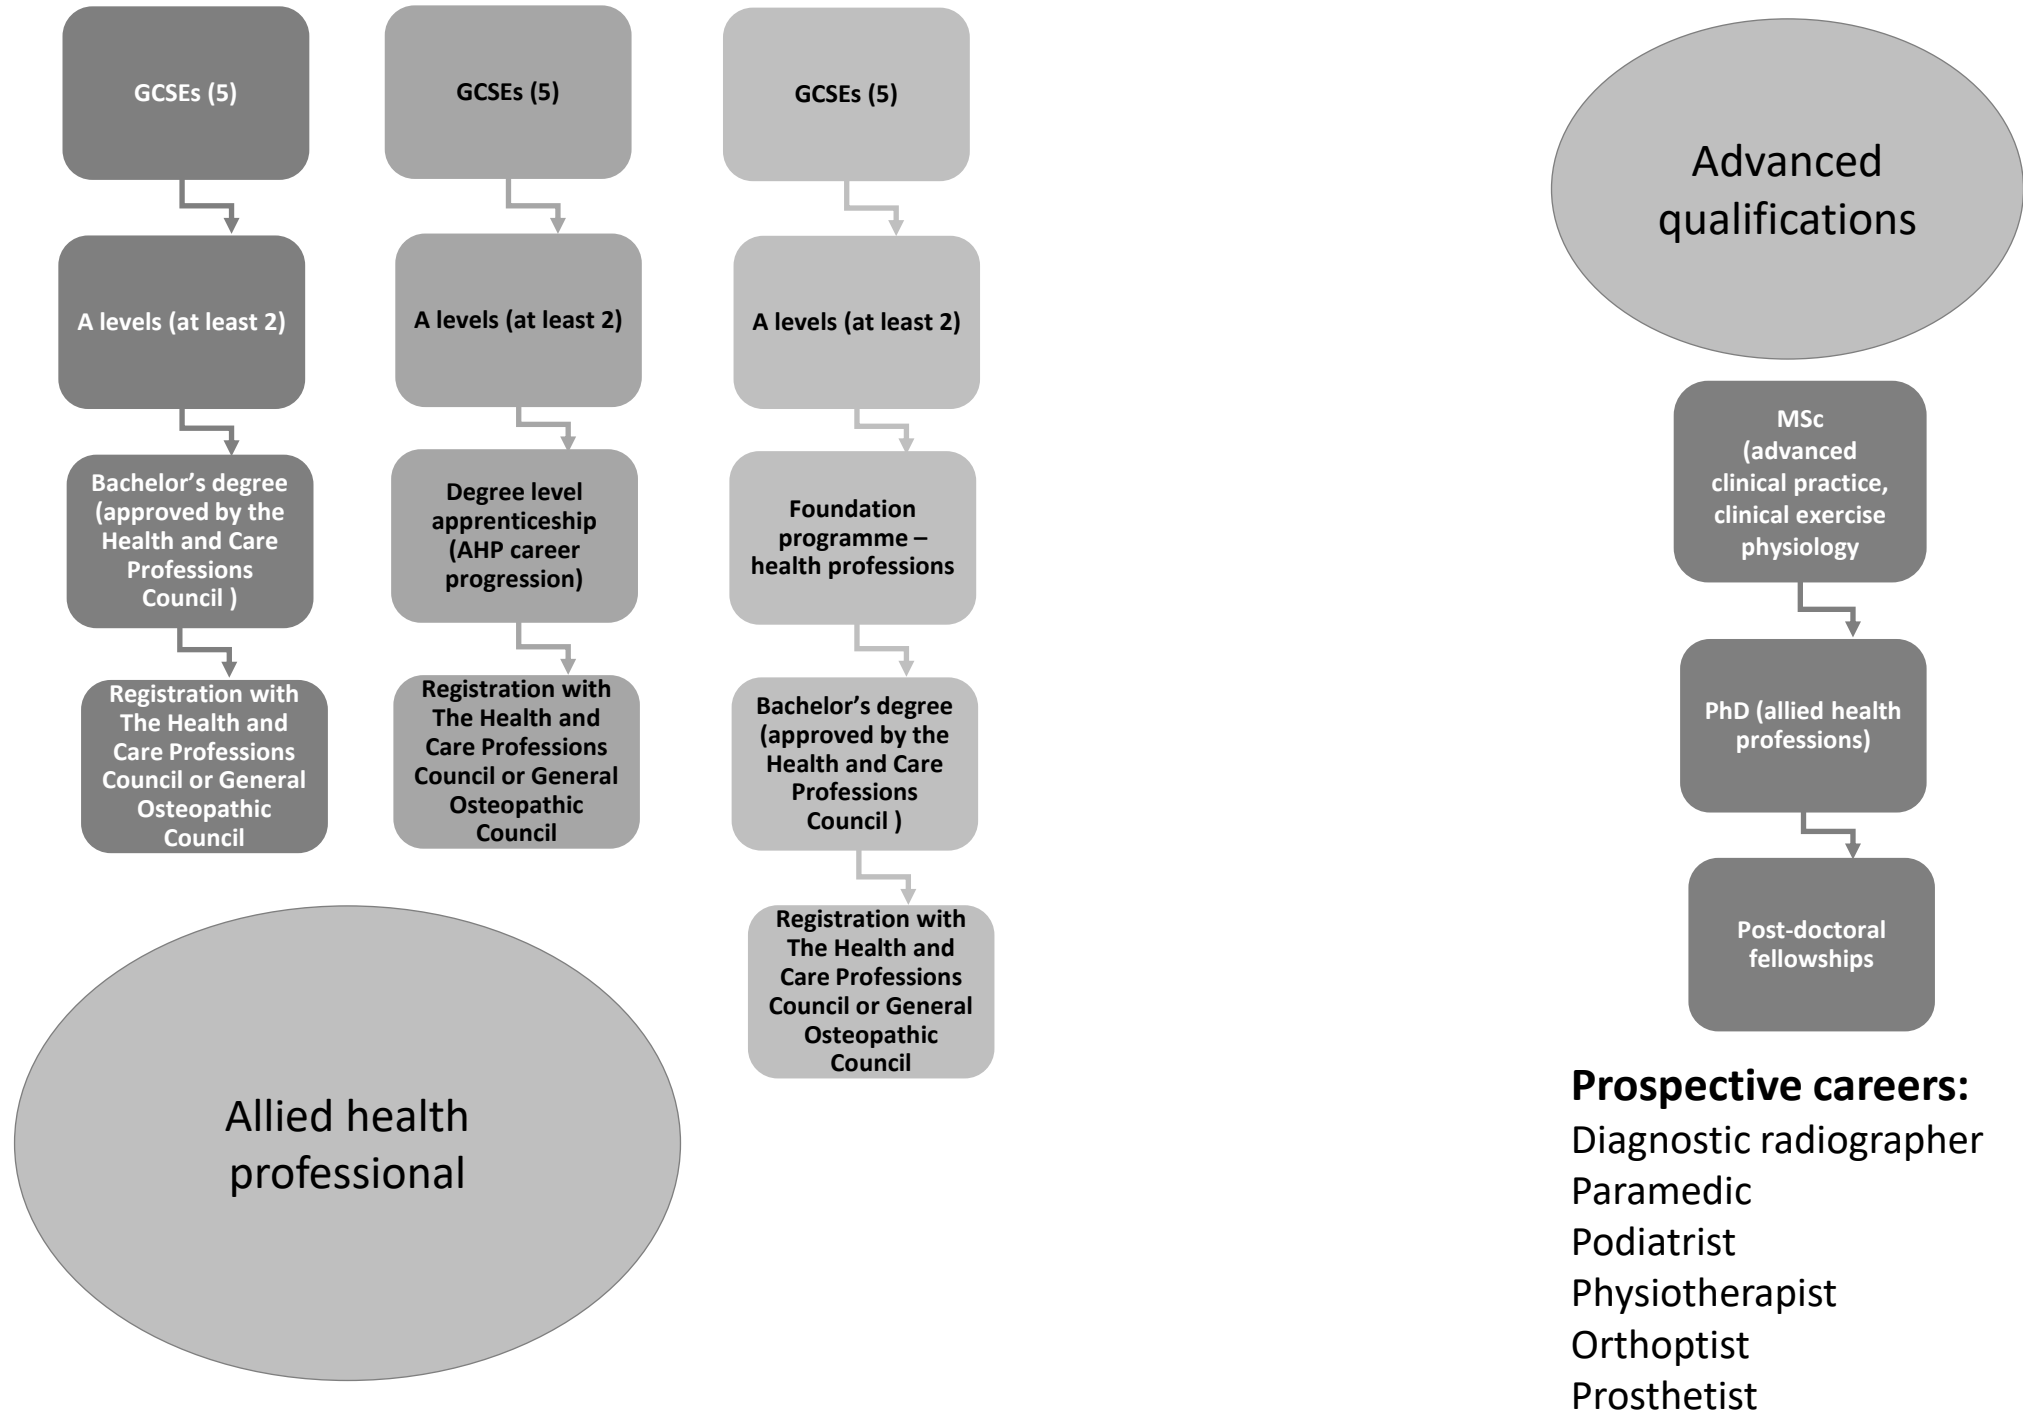 GCSEs (5)
A levels (at least 2)
Bachelor’s degree
(approved by the
Health and Care
Professions
Council )
Registration with
The Health and
Care Professions
Council or General
Osteopathic
Council
GCSEs (5)
A levels (at least 2)
Degree level
apprenticeship
(AHP career
progression)
Registration with
The Health and
Care Professions
Council or General
Osteopathic
Council
GCSEs (5)
A levels (at least 2)
Foundation
programme –
health professions
Bachelor’s degree
(approved by the
Health and Care
Professions
Council )
Registration with
The Health and
Care Professions
Council or General
Osteopathic
Council
Allied health
professional
Advanced
qualifications
MSc
(advanced
clinical practice,
clinical exercise
physiology
PhD (allied health
professions)
Post-doctoral
fellowships
Prospective careers:
Diagnostic radiographer
Paramedic
Podiatrist
Physiotherapist
Orthoptist
Prosthetist